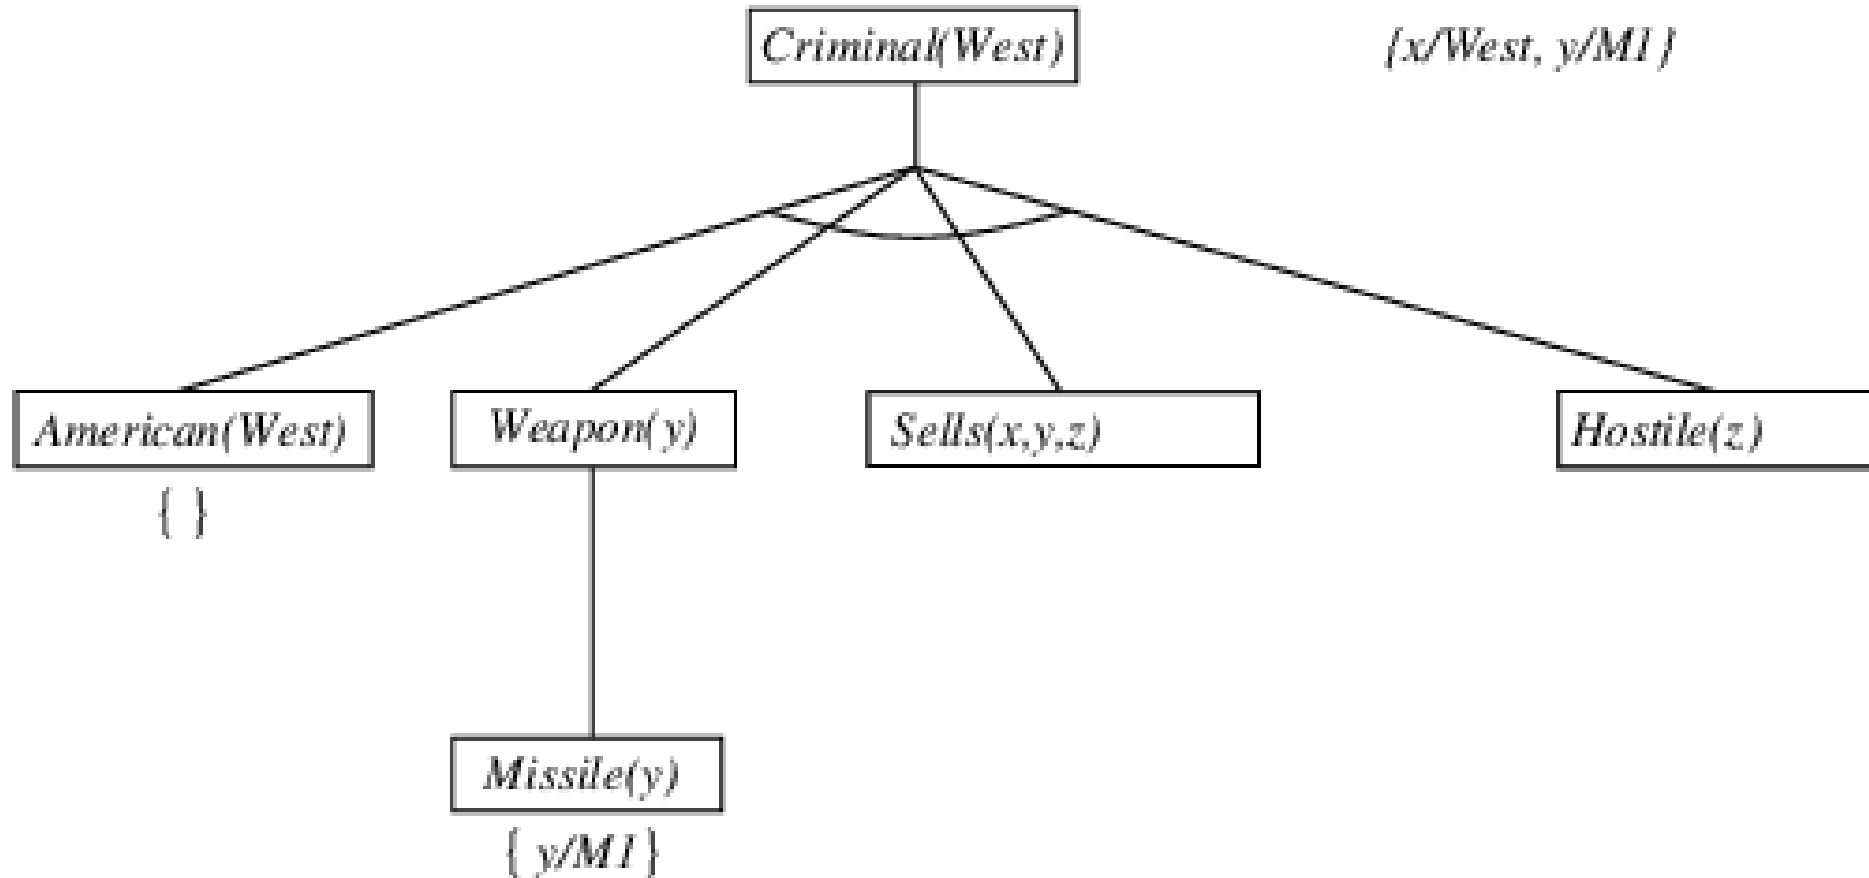 Criminal(West)
{x/West, y/M1}
American(West)
Weapon(y)
Sells(x,y,z)
Hostile(z)
{ }
Missile(y)
{ y/M1}